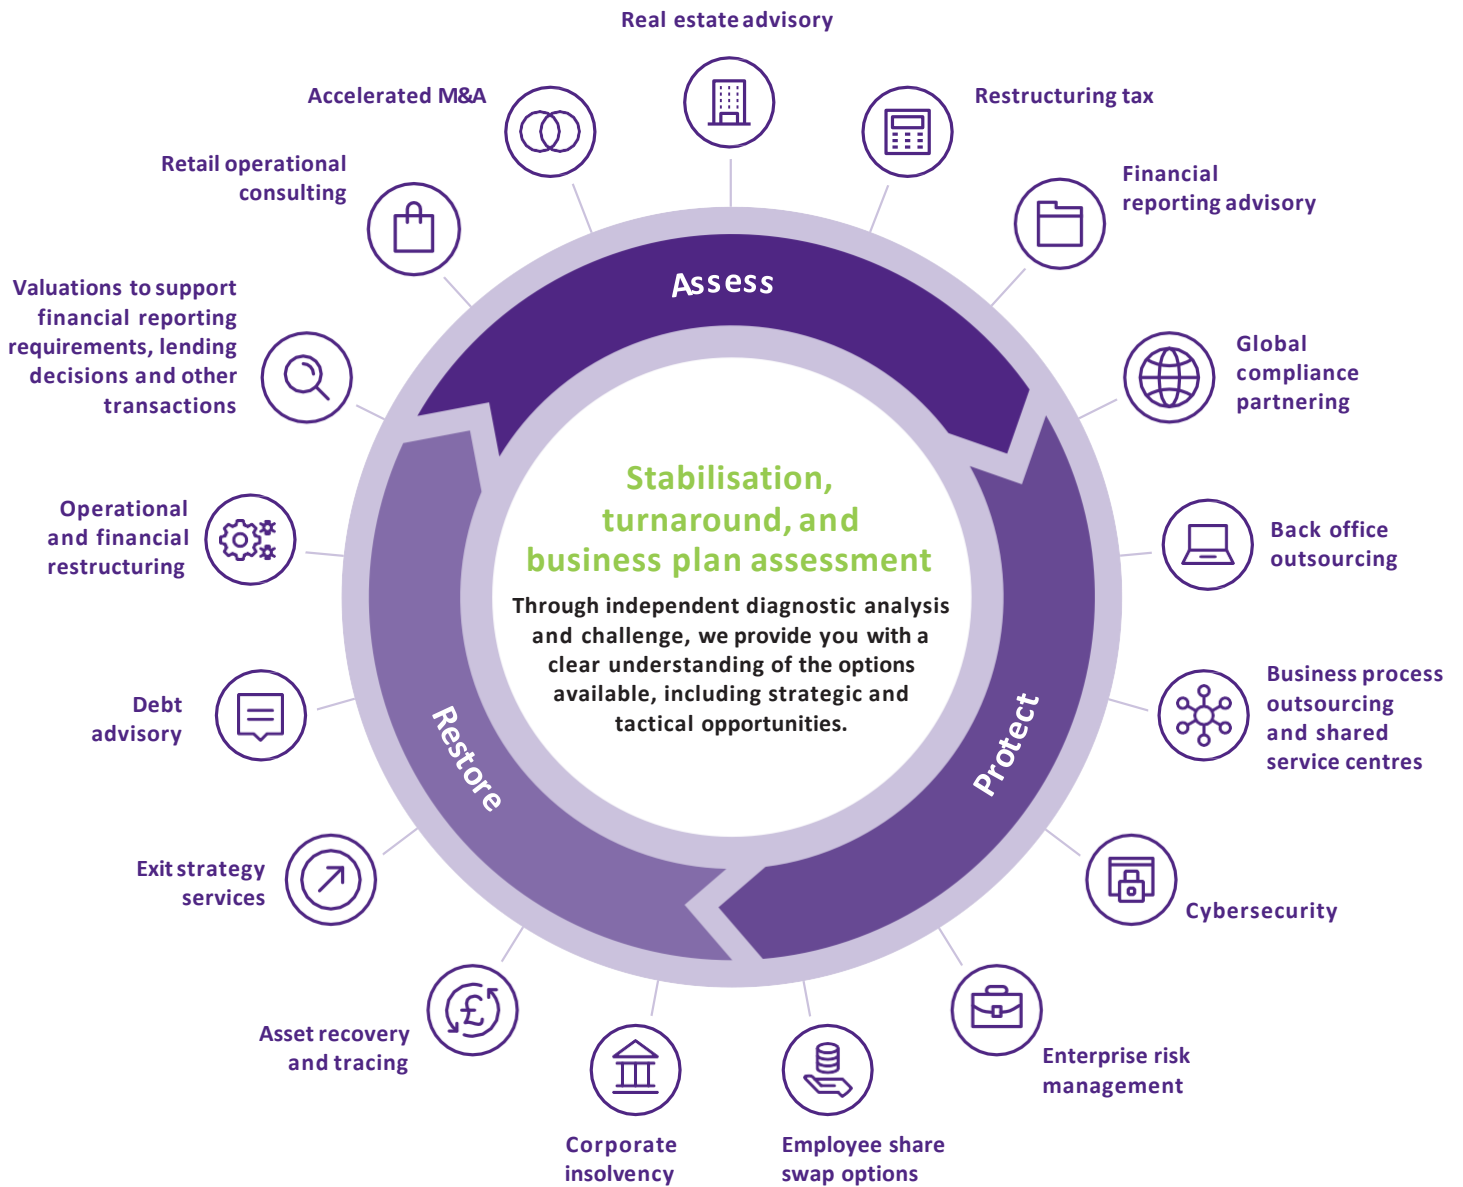 Real estate advisory
Accelerated M&A
Restructuring tax
Retail operational
consulting
Financial
reporting advisory
Valuations to support
financial reporting
requirements, lending
decisions and other
transactions
Global
compliance
partnering
Operational
and financial
restructuring
Back office
outsourcing
Debt
advisory
Business process
outsourcing
and shared
service centres
Exit strategy
services
Cybersecurity
Asset recovery
and tracing
Enterprise risk
management
Corporate
insolvency
Employee share
swap options
Assess
Protect
Restore
Stabilisation,
turnaround, and
business plan assessment
Through independent diagnostic analysis
and challenge, we provide you with a
clear understanding of the options
available, including strategic and
tactical opportunities.
£